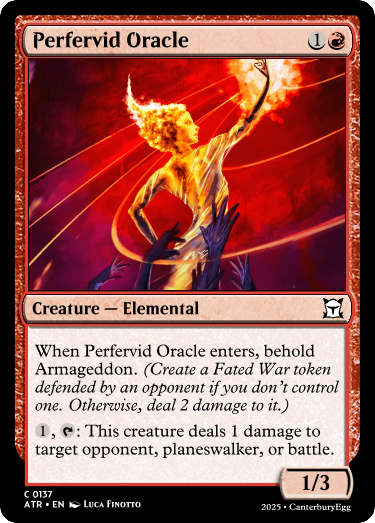 Perfervid Oracle 1
Creature — Elemental
When Perfervid Oracle enters, behold
Armageddon. (Create a Fated War token
defended by an opponent if you don't control
one. Otherwise, deal 2 damage to it.)
1, : This creature deals 1 damage to
target opponent, planeswalker, or battle.
1/3
C 0137
ATR • EN Luca Finotto
2025 • CanterburyEgg